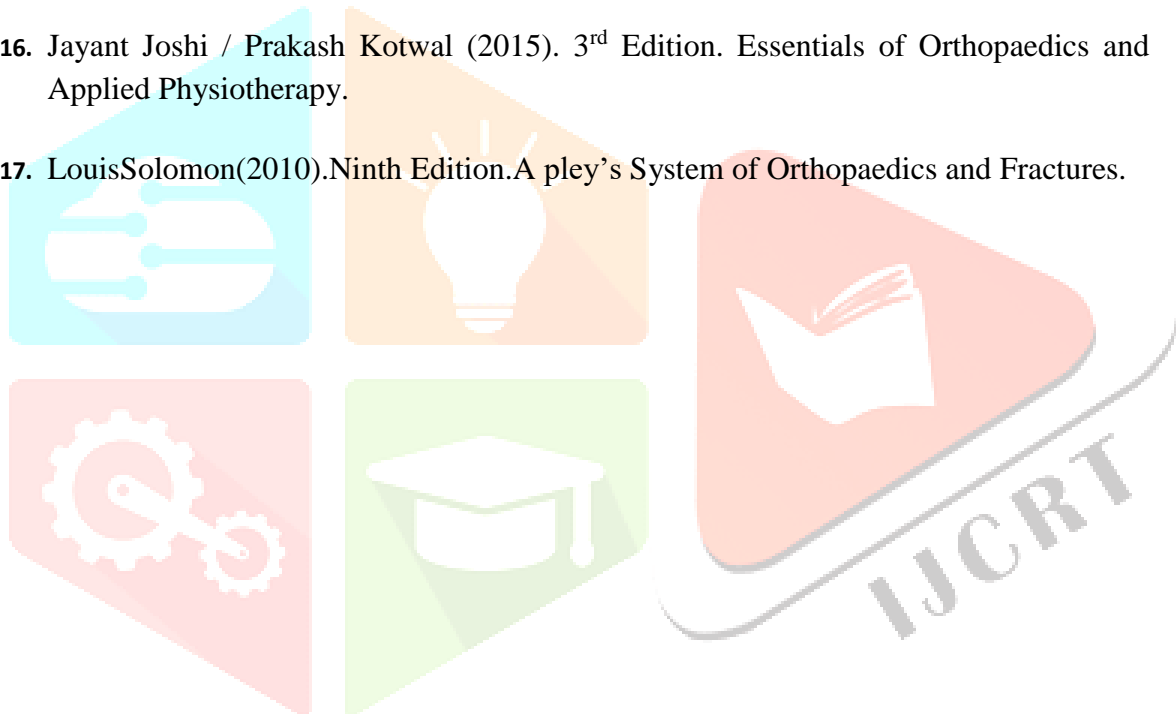 16. Jayant Joshi / Prakash Kotwal (2015). 3rd Edition. Essentials of Orthopaedics and
Applied Physiotherapy.
17. LouisSolomon(2010).Ninth Edition.A pley’s System of Orthopaedics and Fractures.
IJCRT